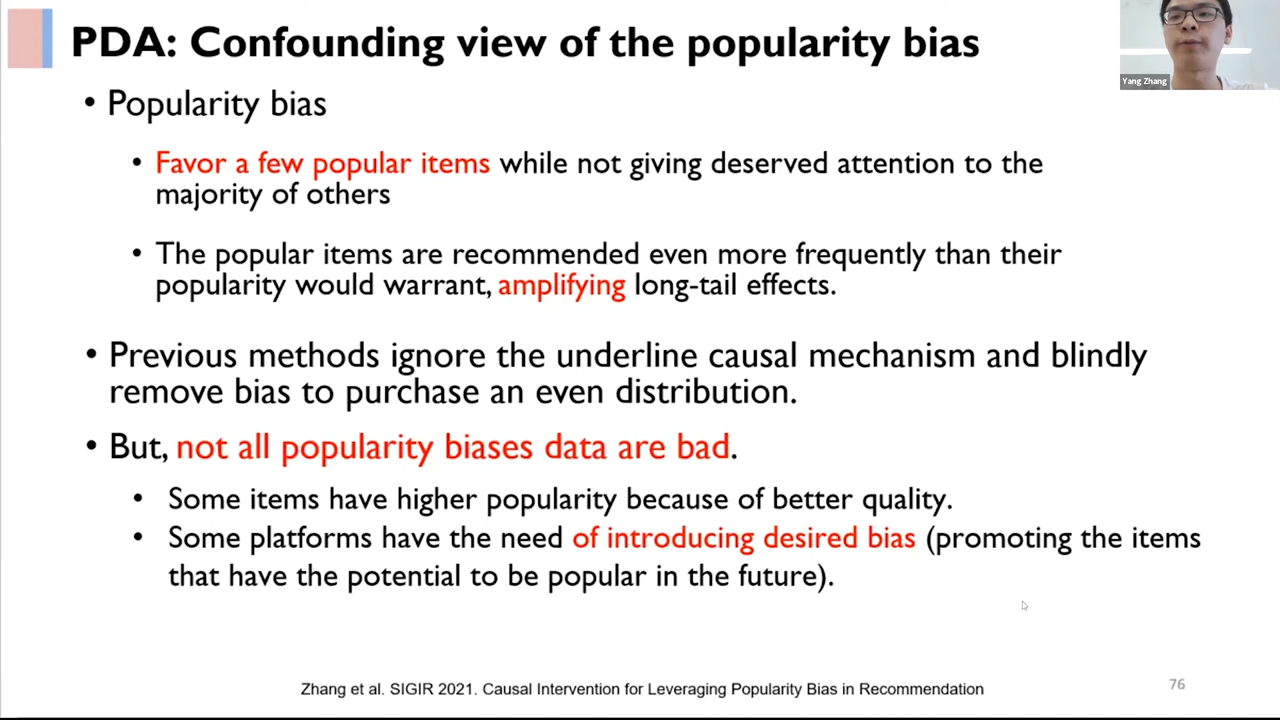 PDA: Confounding view of the popularity bias
Yang Zhang
• Popularity bias
• Favor a few popular items while not giving deserved attention to the
majority of others
• The popular items are recommended even more frequently than their
popularity would warrant, amplifying long-tail effects.
• Previous methods ignore the underline causal mechanism and blindly
remove bias to purchase an even distribution.
• But, not all popularity biases data are bad.
• Some items have higher popularity because of better quality.
• Some platforms have the need of introducing desired bias (promoting the items
that have the potential to be popular in the future).
Zhang et al. SIGIR 2021. Causal Intervention for Leveraging Popularity Bias in Recommendation
76